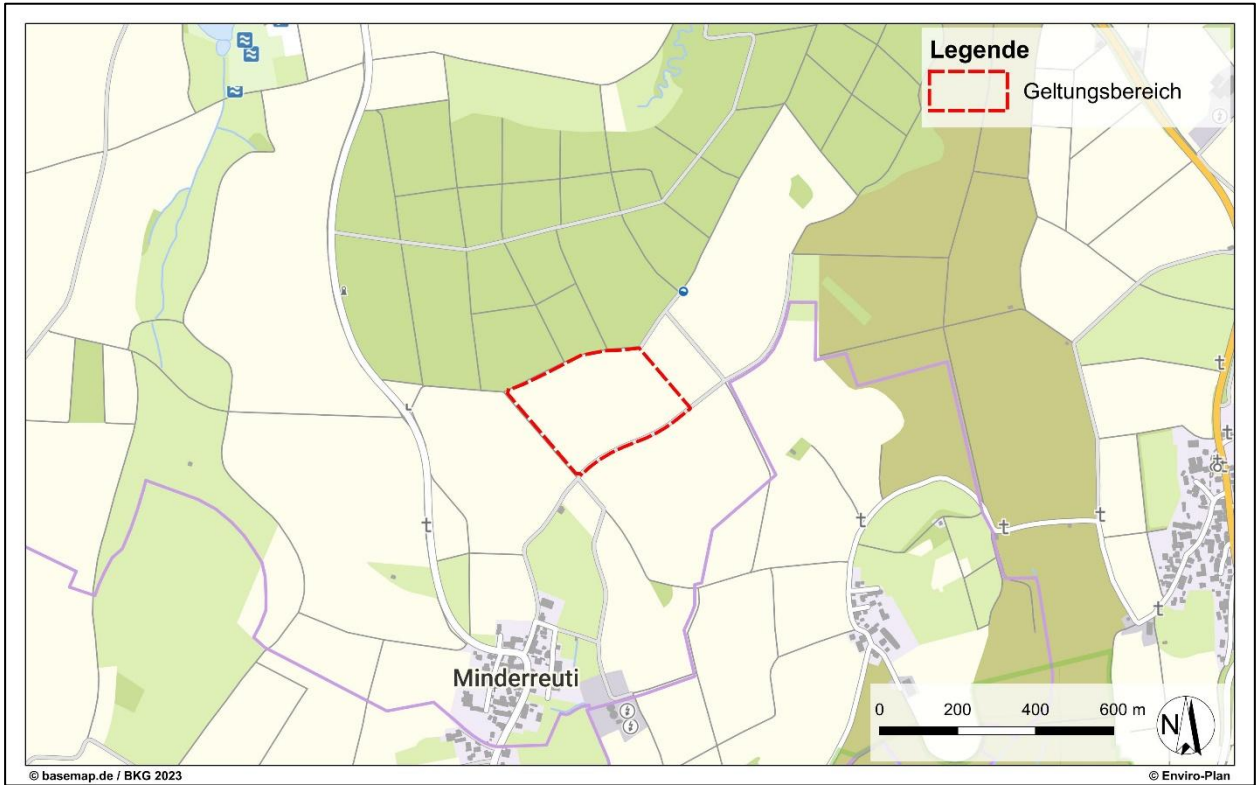 Legende
Geltungsbereich
Minderreuti
0 200 400 600 m
N
© basemap.de / BKG 2023
© Enviro-Plan